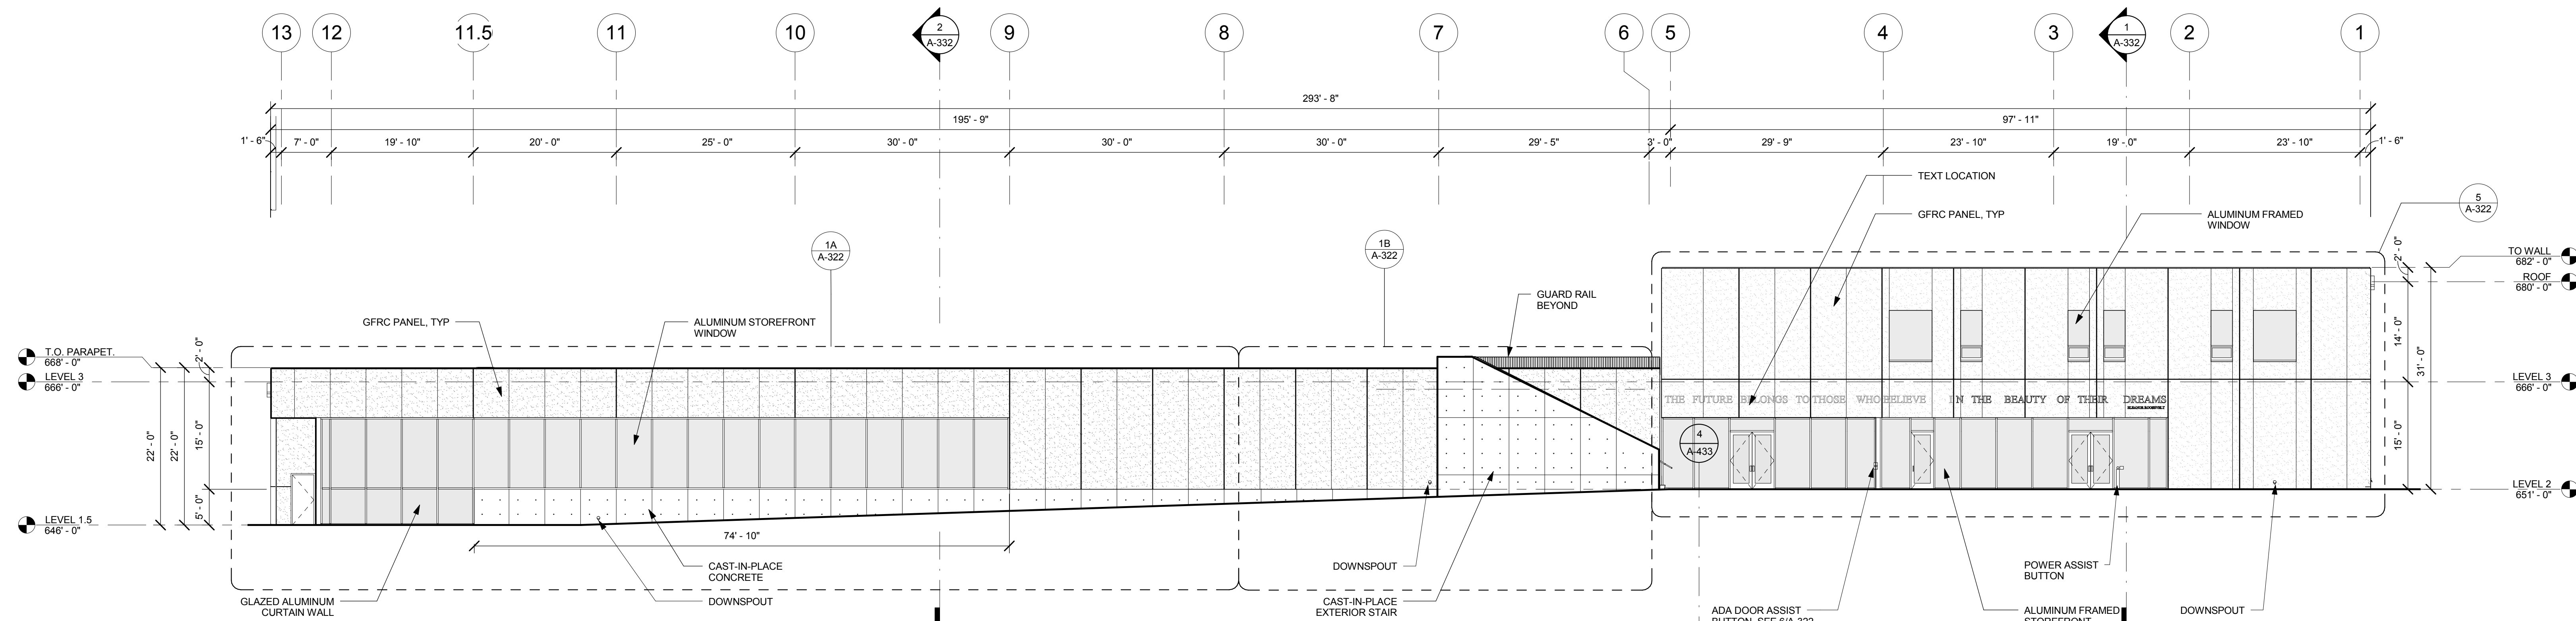 13
12
11.5
11
10
2
A-332
9
8
7
6
5
4
3
1
A-332
2
1
293' - 8"
195' - 9"
97' - 11"
1' - 6"
7' - 0"
19' - 10"
20' - 0"
25' - 0"
30' - 0"
30' - 0"
30' - 0"
29' - 5"
3' - 0"
29' - 9"
23' - 10"
19' - 0"
23' - 10"
1' - 6"
TEXT LOCATION
GFRC PANEL, TYP
ALUMINUM FRAMED
WINDOW
5
A-322
1A
A-322
1B
A-322
TO WALL
682' - 0"
ROOF
680' - 0"
2' - 0"
14' - 0"
31' - 0"
15' - 0"
GUARD RAIL
BEYOND
GFRC PANEL, TYP
ALUMINUM STOREFRONT
WINDOW
T.O. PARAPET.
668' - 0"
LEVEL 3
666' - 0"
2' - 0"
22' - 0"
22' - 0"
15' - 0"
5' - 0"
LEVEL 3
666' - 0"
THE FUTURE BELONGS TO THOSE WHO BELIEVE IN THE BEAUTY OF THEIR DREAMS
ELEANOR ROOSEVELT
4
A-433
LEVEL 2
651' - 0"
LEVEL 1.5
646' - 0"
74' - 10"
CAST-IN-PLACE
CONCRETE
DOWNSPOUT
GLAZED ALUMINUM
CURTAIN WALL
DOWNSPOUT
CAST-IN-PLACE
EXTERIOR STAIR
POWER ASSIST
BUTTON
ADA DOOR ASSIST
BUTTON, SEE 6/A-322
ALUMINUM FRAMED
STOREFRONT
DOWNSPOUT